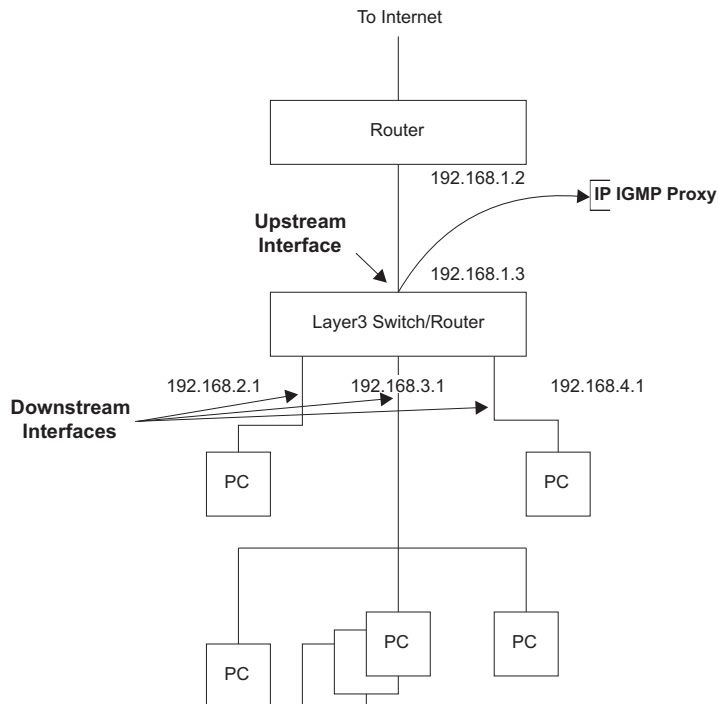 To Internet
Router
192.168.1.2
IP IGMP Proxy
Upstream
Interface
192.168.1.3
Layer3 Switch/Router
192.168.2.1
192.168.3.1
192.168.4.1
Downstream
Interfaces
PC
PC
PC
PC
PC